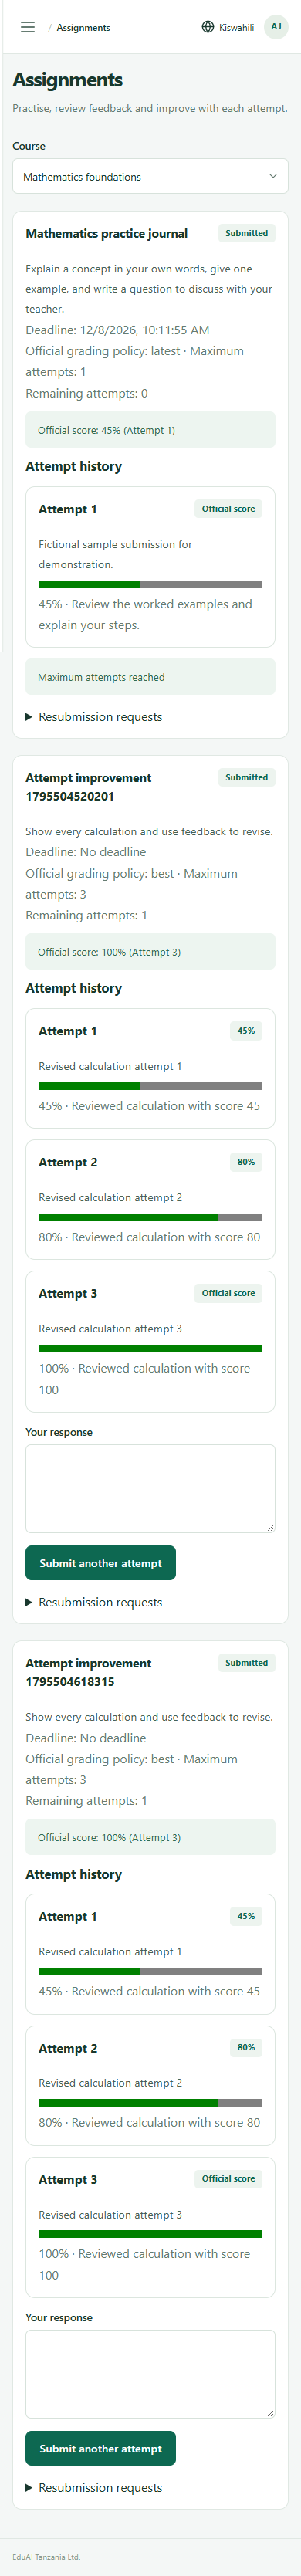 / Assignments
Kiswahili
AJ
Assignments
Practise, review feedback and improve with each attempt.
Course
Mathematics foundations
Mathematics practice journal
Submitted
Explain a concept in your own words, give one
example, and write a question to discuss with your
teacher.
Deadline: 12/8/2026, 10:11:55 AM
Official grading policy: latest · Maximum
attempts: 1
Remaining attempts: 0
Official score: 45% (Attempt 1)
Attempt history
Attempt 1
Official score
Fictional sample submission for
demonstration.
45% · Review the worked examples and
explain your steps.
Maximum attempts reached
Resubmission requests
Attempt improvement
1795504520201
Submitted
Show every calculation and use feedback to revise.
Deadline: No deadline
Official grading policy: best · Maximum
attempts: 3
Remaining attempts: 1
Official score: 100% (Attempt 3)
Attempt history
Attempt 1
45%
Revised calculation attempt 1
45% · Reviewed calculation with score 45
Attempt 2
80%
Revised calculation attempt 2
80% · Reviewed calculation with score 80
Attempt 3
Official score
Revised calculation attempt 3
100% · Reviewed calculation with score
100
Your response
Submit another attempt
Resubmission requests
Attempt improvement
1795504618315
Submitted
Show every calculation and use feedback to revise.
Deadline: No deadline
Official grading policy: best · Maximum
attempts: 3
Remaining attempts: 1
Official score: 100% (Attempt 3)
Attempt history
Attempt 1
45%
Revised calculation attempt 1
45% · Reviewed calculation with score 45
Attempt 2
80%
Revised calculation attempt 2
80% · Reviewed calculation with score 80
Attempt 3
Official score
Revised calculation attempt 3
100% · Reviewed calculation with score
100
Your response
Submit another attempt
Resubmission requests
EduAI Tanzania Ltd.